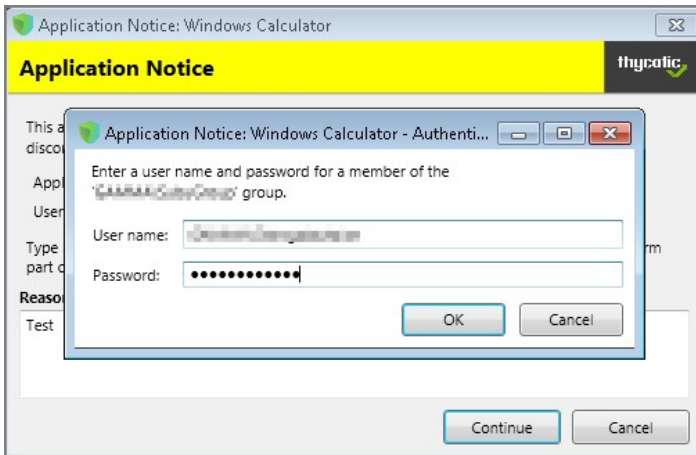 Application Notice: Windows Calculator
Application Notice
thycotic
This a
disco
Appl
User
Type
rm
part o
Reaso
Test
Application Notice: Windows Calculator - Authenti...
Enter a user name and password for a member of the
' ' group.
User name:
Password: ••••••••••••
OK Cancel
Continue Cancel